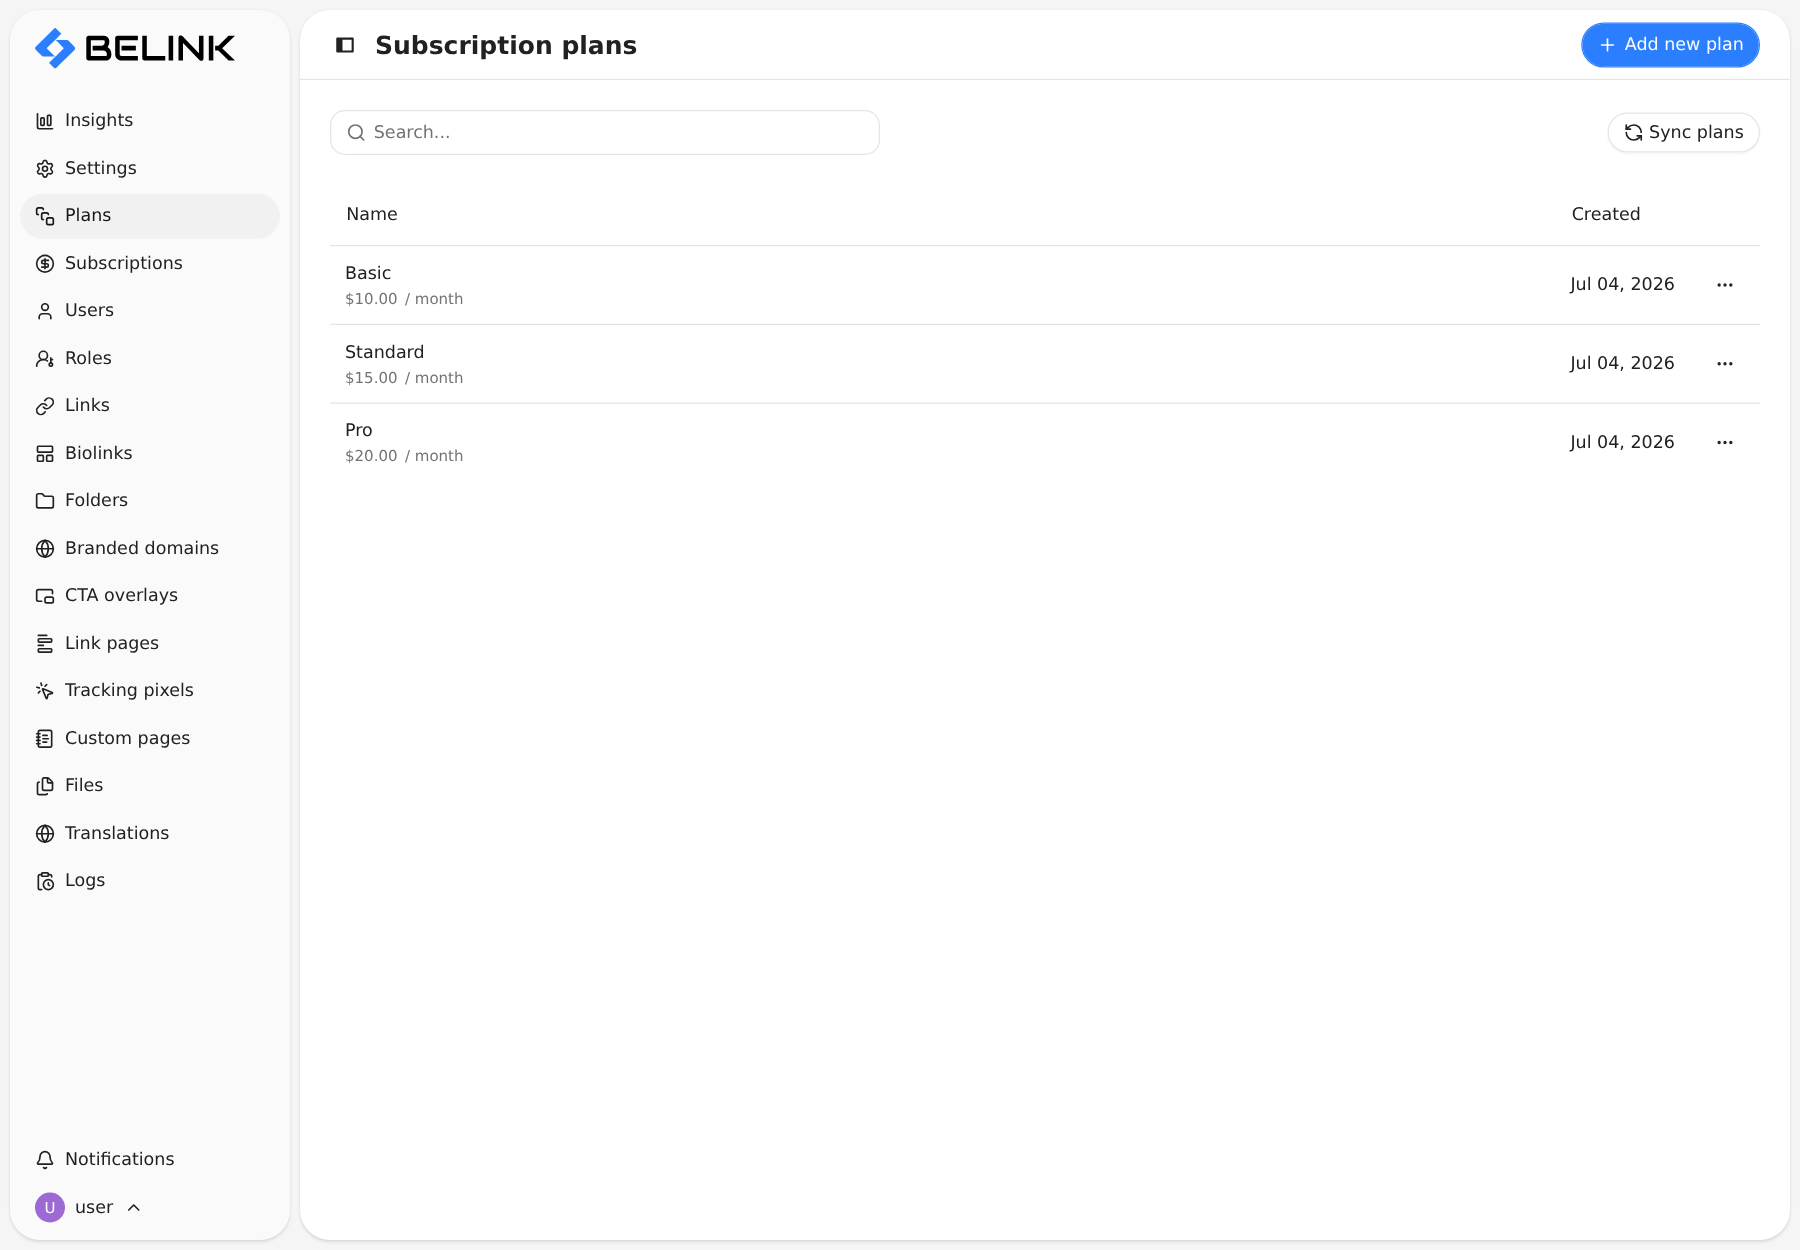 BELINK
Insights
Settings
Plans
Subscriptions
Users
Roles
Links
Biolinks
Folders
Branded domains
CTA overlays
Link pages
Tracking pixels
Custom pages
Files
Translations
Logs
Notifications
U user
Subscription plans
Add new plan
Search...
Sync plans
Name Created
Basic
$10.00 / month
Jul 04, 2026
Standard
$15.00 / month
Jul 04, 2026
Pro
$20.00 / month
Jul 04, 2026